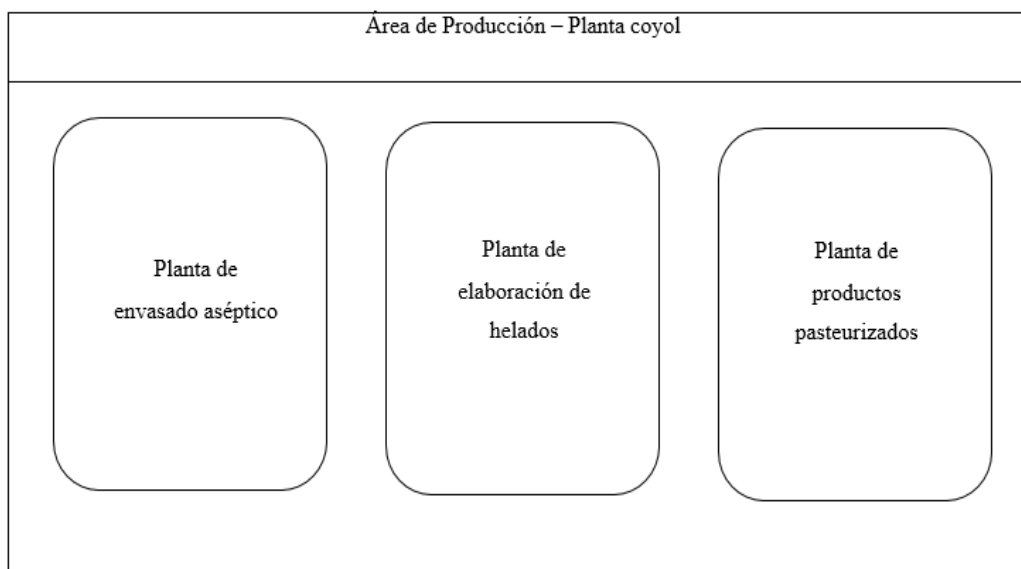 Área de Producción – Planta coyol
Planta de
envasado aséptico
Planta de
elaboración de
helados
Planta de
productos
pasteurizados